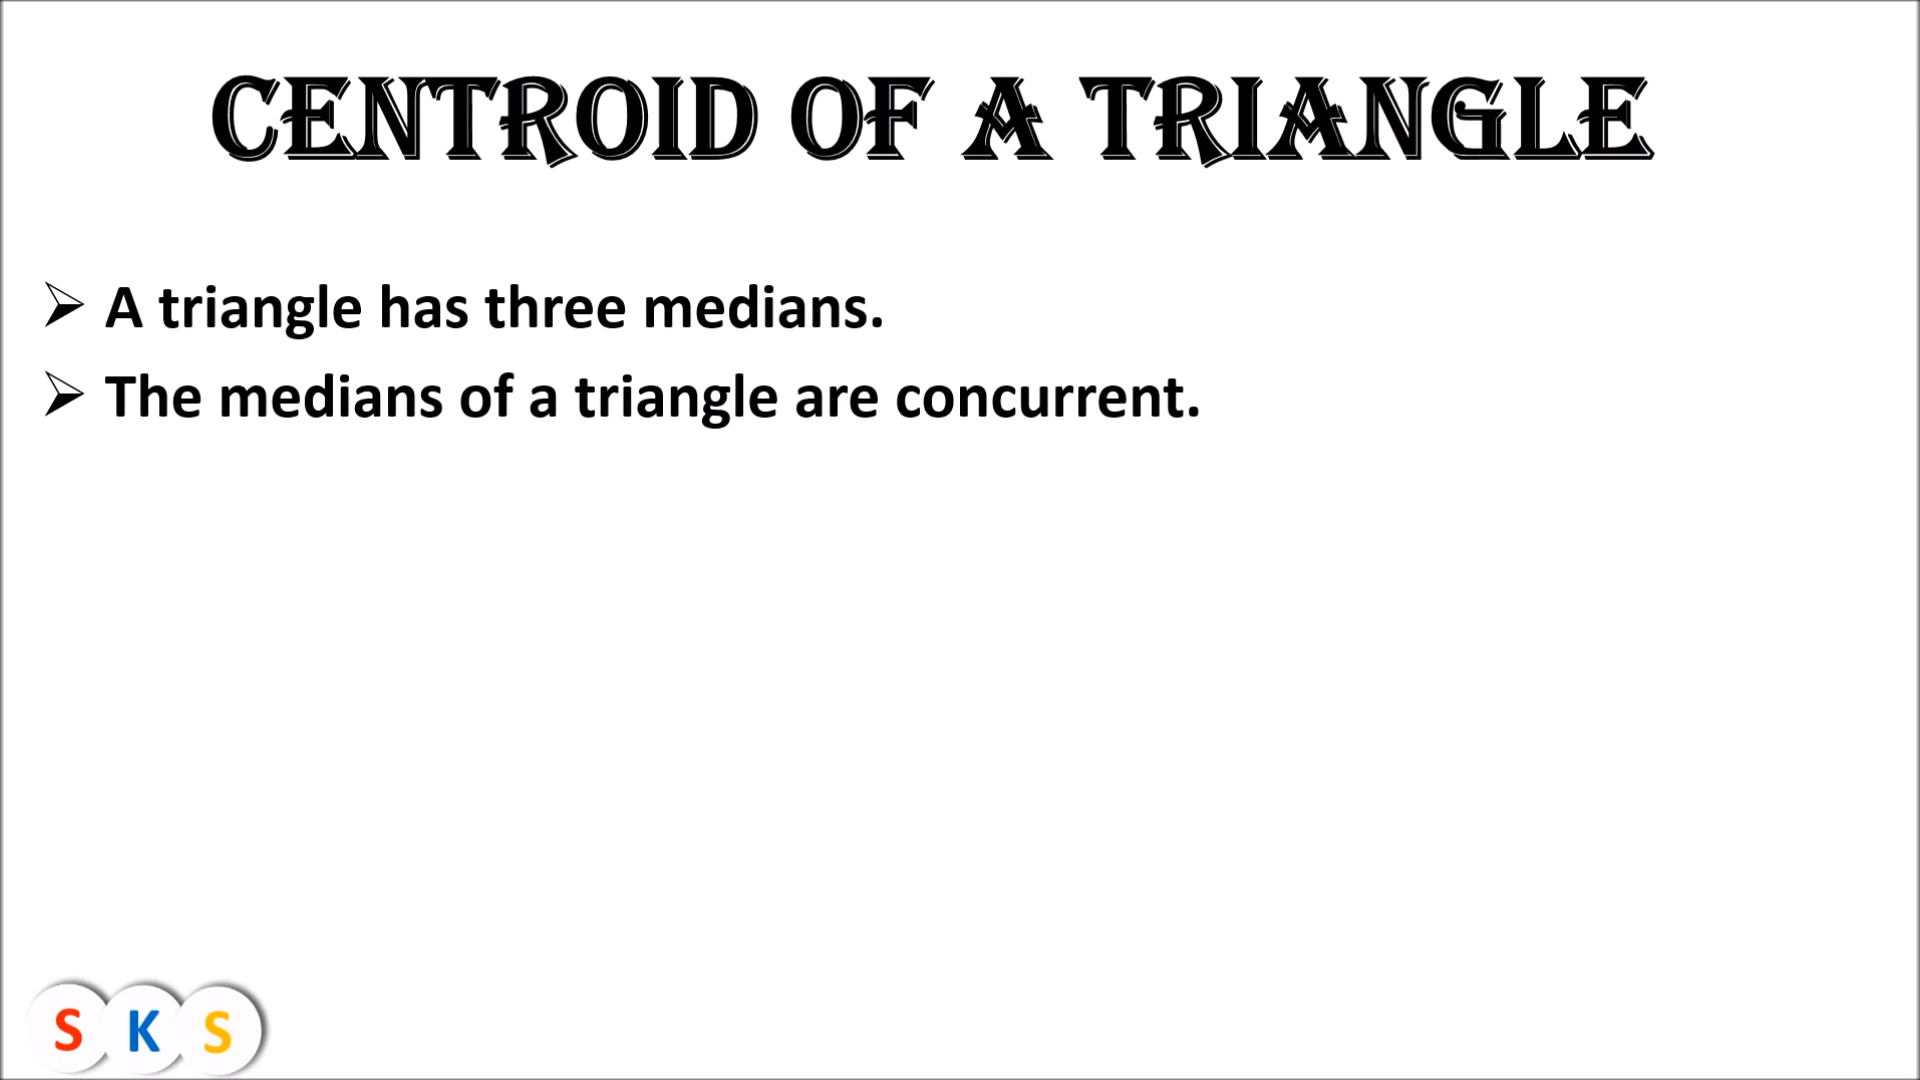 CENTROID OF A TRIANGLE
➢ A triangle has three medians.
➢ The medians of a triangle are concurrent.
S K S